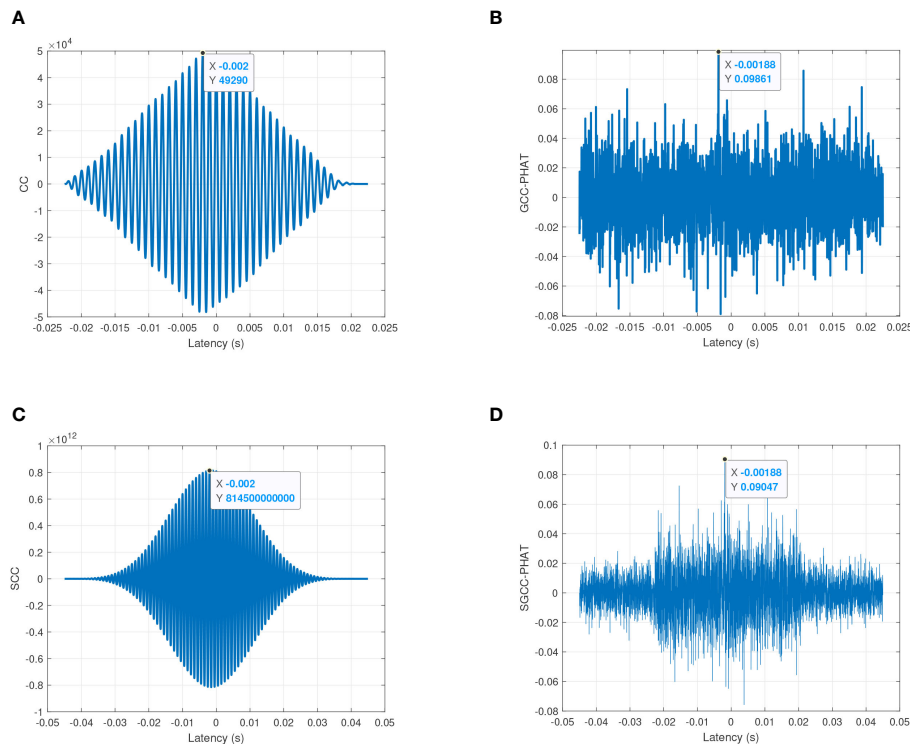 A
×10⁴
5
4
3
2
1
0
-1
-2
-3
-4
-5
CC
X -0.002
Y 49290
-0.025 -0.02 -0.015 -0.01 -0.005 0 0.005 0.01 0.015 0.02 0.025
Latency (s)
B
0.08
0.06
0.04
0.02
0
-0.02
-0.04
-0.06
-0.08
GCC-PHAT
X -0.00188
Y 0.09861
-0.025 -0.02 -0.015 -0.01 -0.005 0 0.005 0.01 0.015 0.02 0.025
Latency (s)
C
×10¹²
1
0.8
0.6
0.4
0.2
0
-0.2
-0.4
-0.6
-0.8
-1
SCC
X -0.002
Y 814500000000
-0.05 -0.04 -0.03 -0.02 -0.01 0 0.01 0.02 0.03 0.04 0.05
Latency (s)
D
0.1
0.08
0.06
0.04
0.02
0
-0.02
-0.04
-0.06
-0.08
SGCC-PHAT
X -0.00188
Y 0.09047
-0.05 -0.04 -0.03 -0.02 -0.01 0 0.01 0.02 0.03 0.04 0.05
Latency (s)